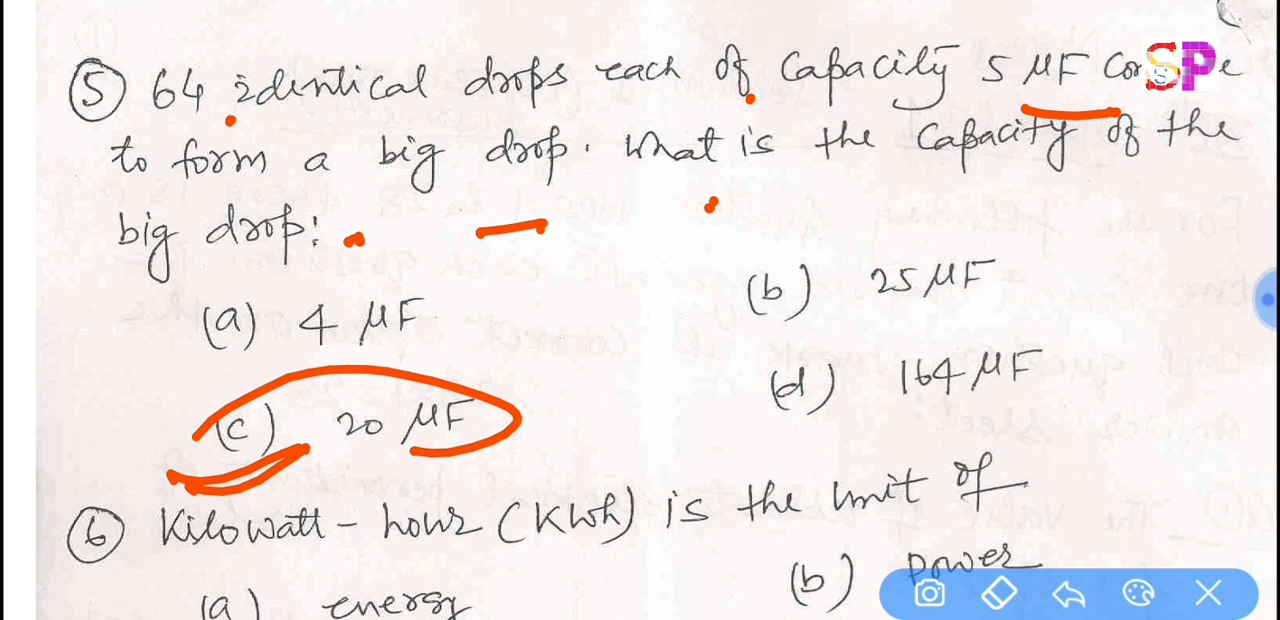 (5) 64 identical drops each of capacity 5 μF
SP
to form a big drop. What is the capacity of the
big drop:
(a) 4 μF
(b) 25 μF
(c) 20 μF
(d) 164 μF
(6) Kilowatt - hour (KWh) is the unit of
(a) energy
(b) power